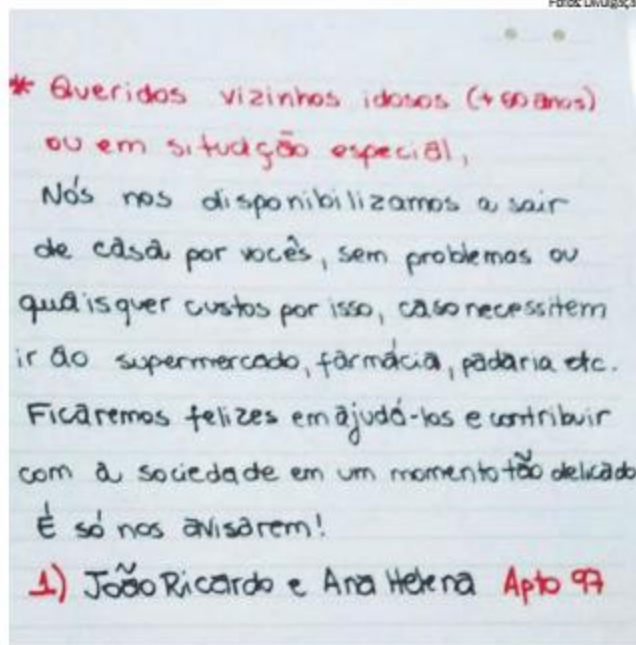 Fotos: Divulgação
* Queridos vizinhos idosos (+ 60 anos)
ou em situação especial,
Nós nos disponibilizamos a sair
de casa por vocês, sem problemas ou
quaisquer custos por isso, caso necessitem
ir ao supermercado, farmácia, padaria etc.
Ficaremos felizes em ajudá-los e contribuir
com a sociedade em um momento tão delicado
É só nos avisarem!
1) João Ricardo e Ana Helena Apto 97